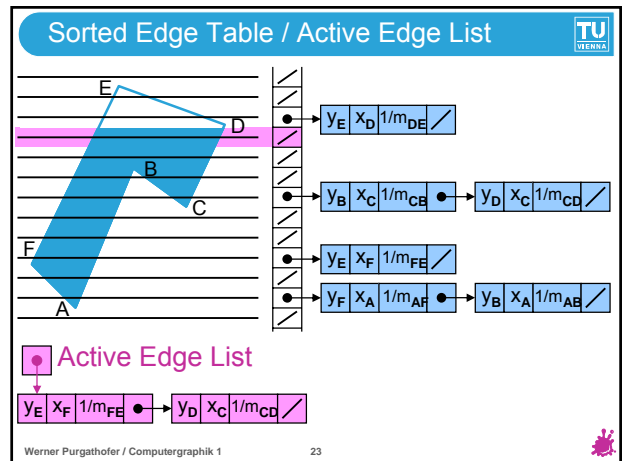 Sorted Edge Table / Active Edge List
TU
VIENNA
E
D
B
C
F
A
yE xD 1/mDE
yB xC 1/mCB yD xC 1/mCD
yE xF 1/mFE
yF xA 1/mAF yB xA 1/mAB
Active Edge List
yE xF 1/mFE yD xC 1/mCD
Werner Purgathofer / Computergraphik 1 23